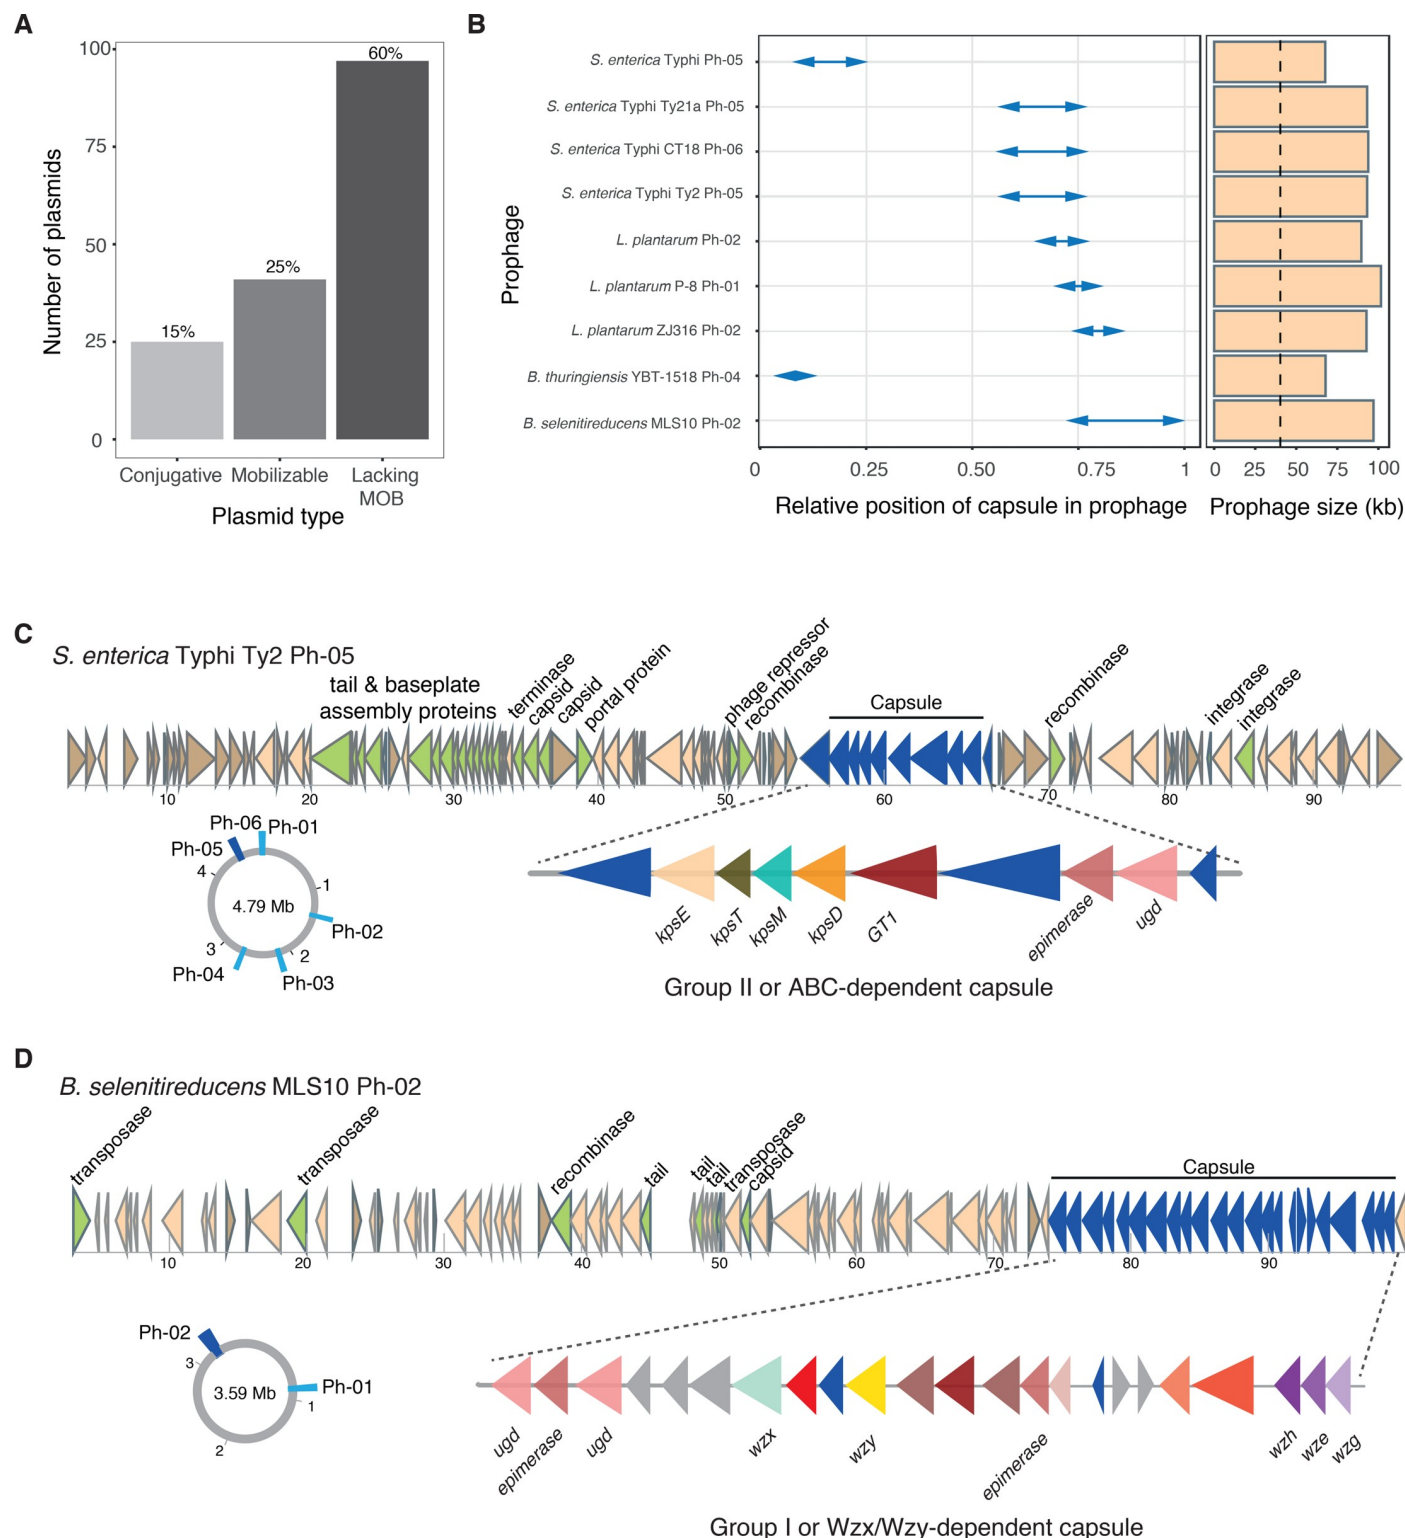 A
100
75
50
25
0
Number of plasmids
15%
25%
60%
Conjugative
Mobilizable
Lacking
MOB
Plasmid type
B
Prophage
S. enterica Typhi Ph-05
S. enterica Typhi Ty21a Ph-05
S. enterica Typhi CT18 Ph-06
S. enterica Typhi Ty2 Ph-05
L. plantarum Ph-02
L. plantarum P-8 Ph-01
L. plantarum ZJ316 Ph-02
B. thuringiensis YBT-1518 Ph-04
B. selenitireducens MLS10 Ph-02
0 0.25 0.50 0.75 1
Relative position of capsule in prophage
0 25 50 75 100
Prophage size (kb)
C
S. enterica Typhi Ty2 Ph-05
tail & baseplate
assembly proteins
terminase
capsid
capsid
portal protein
phage repressor
recombinase
Capsule
recombinase
integrase
integrase
10 20 30 40 50 60 70 80 90
Ph-06
Ph-01
Ph-05
4
1
4.79 Mb
Ph-02
3
2
Ph-04
Ph-03
kpsE
kpsT
kpsM
kpsD
GT1
epimerase
ugd
Group II or ABC-dependent capsule
D
B. selenitireducens MLS10 Ph-02
transposase
transposase
recombinase
tail
tail
tail
transposase
capsid
Capsule
10 20 30 40 50 60 70 80 90
Ph-02
3
3.59 Mb
Ph-01
1
2
ugd
epimerase
ugd
wzx
wzy
epimerase
wzh
wze
wzg
Group I or Wzx/Wzy-dependent capsule